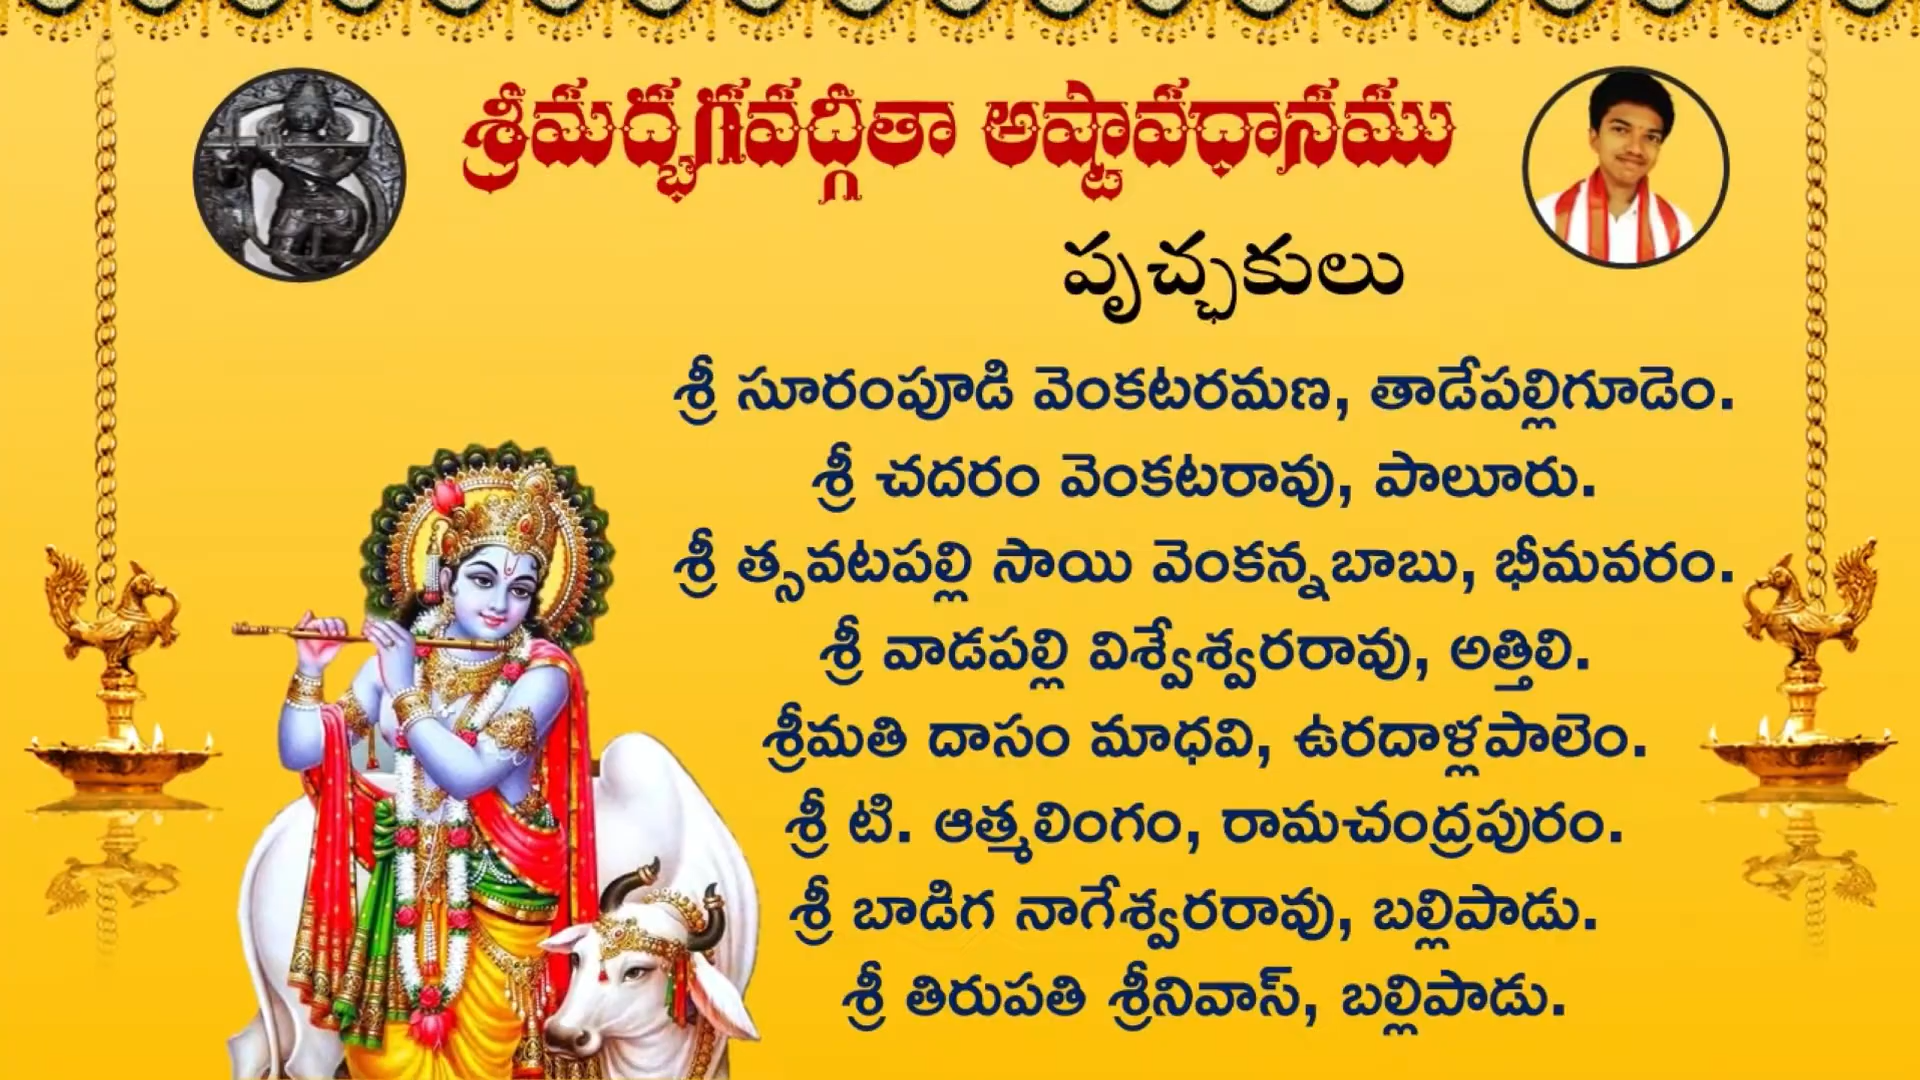 శ్రీమద్భగవద్గీతా అష్టావధానము
పృచ్ఛకులు
శ్రీ సూరంపూడి వెంకటరమణ, తాడేపల్లిగూడెం.
శ్రీ చదరం వెంకటరావు, పాలూరు.
శ్రీ త్సవటపల్లి సాయి వెంకన్నబాబు, భీమవరం.
శ్రీ వాడపల్లి విశ్వేశ్వరరావు, అత్తిలి.
శ్రీమతి దాసం మాధవి, ఉరదాళ్లపాలెం.
శ్రీ టి. ఆత్మలింగం, రామచంద్రపురం.
శ్రీ బాడిగ నాగేశ్వరరావు, బల్లిపాడు.
శ్రీ తిరుపతి శ్రీనివాస్, బల్లిపాడు.